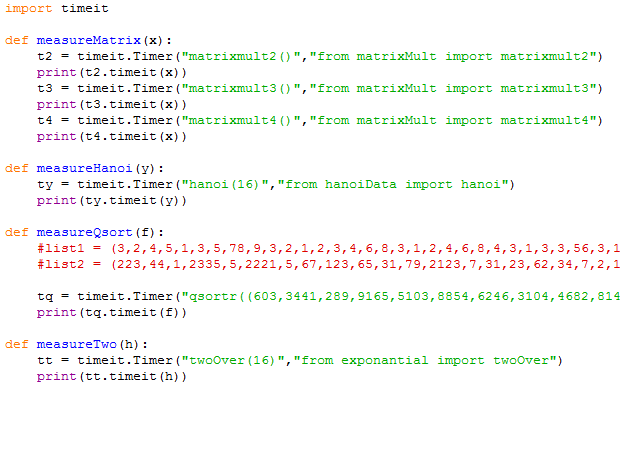 import timeit

def measureMatrix(x):
    t2 = timeit.Timer("matrixmult2()","from matrixMult import matrixmult2")
    print(t2.timeit(x))
    t3 = timeit.Timer("matrixmult3()","from matrixMult import matrixmult3")
    print(t3.timeit(x))
    t4 = timeit.Timer("matrixmult4()","from matrixMult import matrixmult4")
    print(t4.timeit(x))

def measureHanoi(y):
    ty = timeit.Timer("hanoi(16)","from hanoiData import hanoi")
    print(ty.timeit(y))

def measureQsort(f):
    #list1 = (3,2,4,5,1,3,5,78,9,3,2,1,2,3,4,6,8,3,1,2,4,6,8,4,3,1,3,3,56,3,1
    #list2 = (223,44,1,2335,5,2221,5,67,123,65,31,79,2123,7,31,23,62,34,7,2,1

    tq = timeit.Timer("qsortr((603,3441,289,9165,5103,8854,6246,3104,4682,814
    print(tq.timeit(f))

def measureTwo(h):
    tt = timeit.Timer("twoOver(16)","from exponantial import twoOver")
    print(tt.timeit(h))